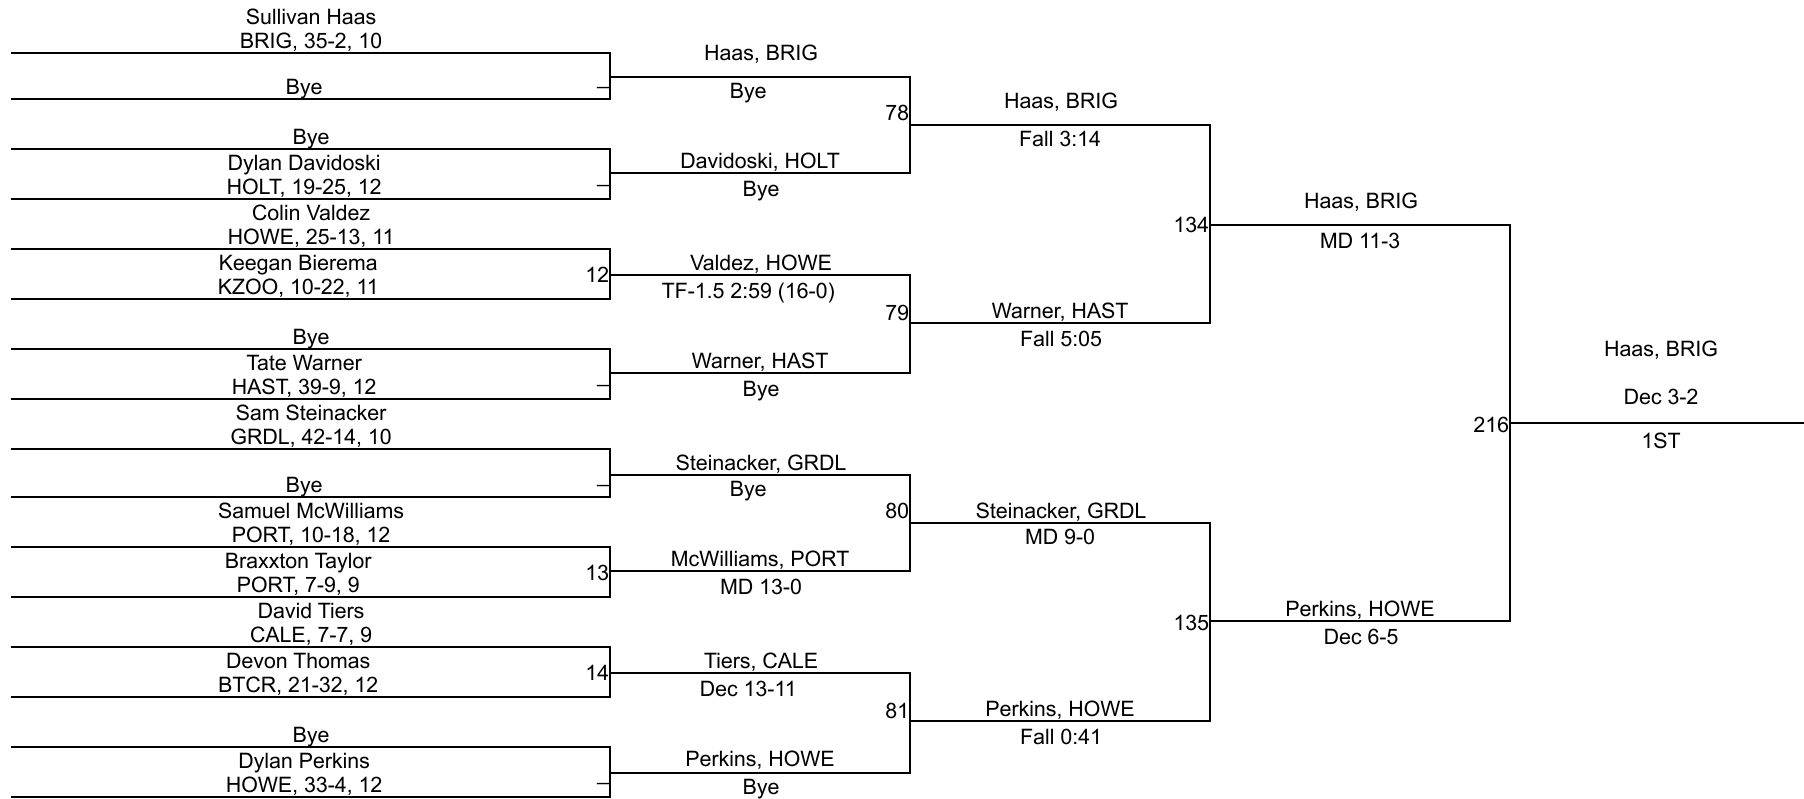 Sullivan Haas
BRIG, 35-2, 10
Bye
Bye
Dylan Davidoski
HOLT, 19-25, 12
Colin Valdez
HOWE, 25-13, 11
Keegan Bierema
KZOO, 10-22, 11
12
Bye
Tate Warner
HAST, 39-9, 12
Sam Steinacker
GRDL, 42-14, 10
Bye
Samuel McWilliams
PORT, 10-18, 12
Braxxton Taylor
PORT, 7-9, 9
13
David Tiers
CALE, 7-7, 9
Devon Thomas
BTCR, 21-32, 12
14
Bye
Dylan Perkins
HOWE, 33-4, 12
Haas, BRIG
Bye
78
Davidoski, HOLT
Bye
Valdez, HOWE
TF-1.5 2:59 (16-0)
79
Warner, HAST
Bye
Steinacker, GRDL
Bye
80
McWilliams, PORT
MD 13-0
Tiers, CALE
Dec 13-11
81
Perkins, HOWE
Bye
Haas, BRIG
Fall 3:14
134
Warner, HAST
Fall 5:05
Steinacker, GRDL
MD 9-0
135
Perkins, HOWE
Fall 0:41
Haas, BRIG
MD 11-3
216
Perkins, HOWE
Dec 6-5
Haas, BRIG
Dec 3-2
1ST